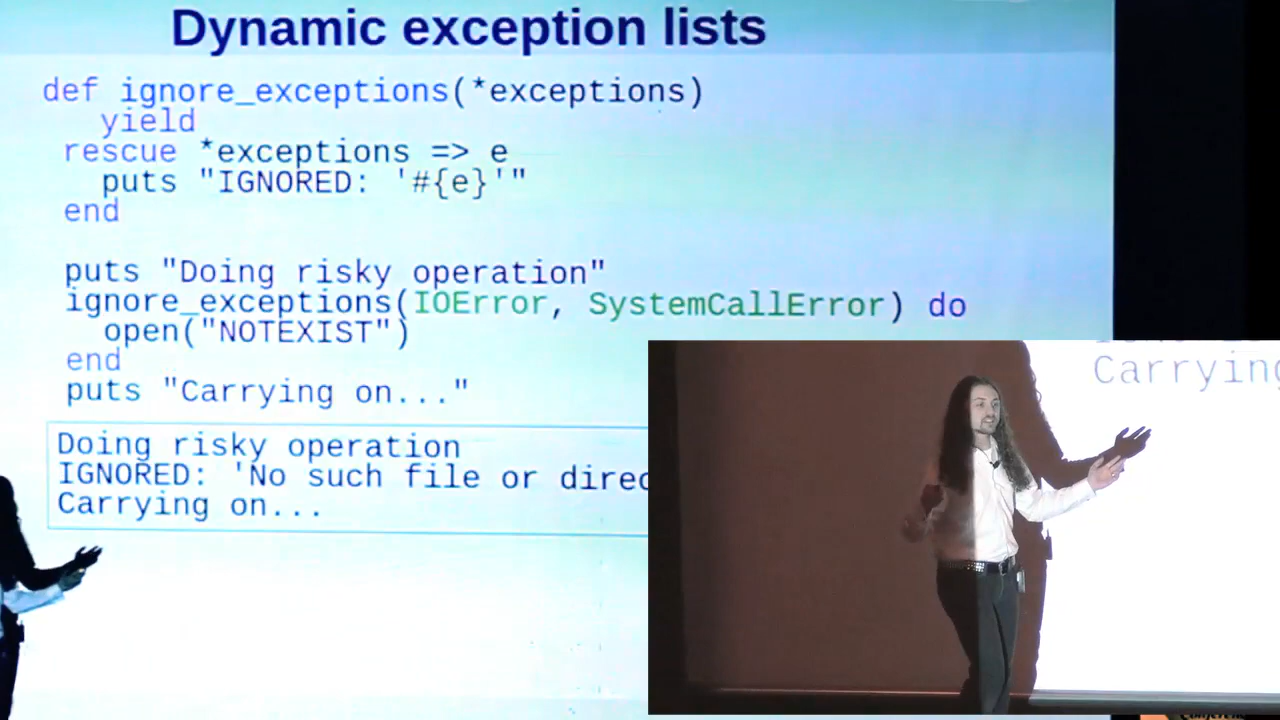 Dynamic exception lists
def ignore_exceptions(*exceptions)
yield
rescue *exceptions => e
puts "IGNORED: '#{e}'"
end
puts "Doing risky operation"
ignore_exceptions(IOError, SystemCallError) do
open("NOTEXIST")
end
puts "Carrying on..."
Doing risky operation
IGNORED: 'No such file or direc
Carrying on...
Carrying